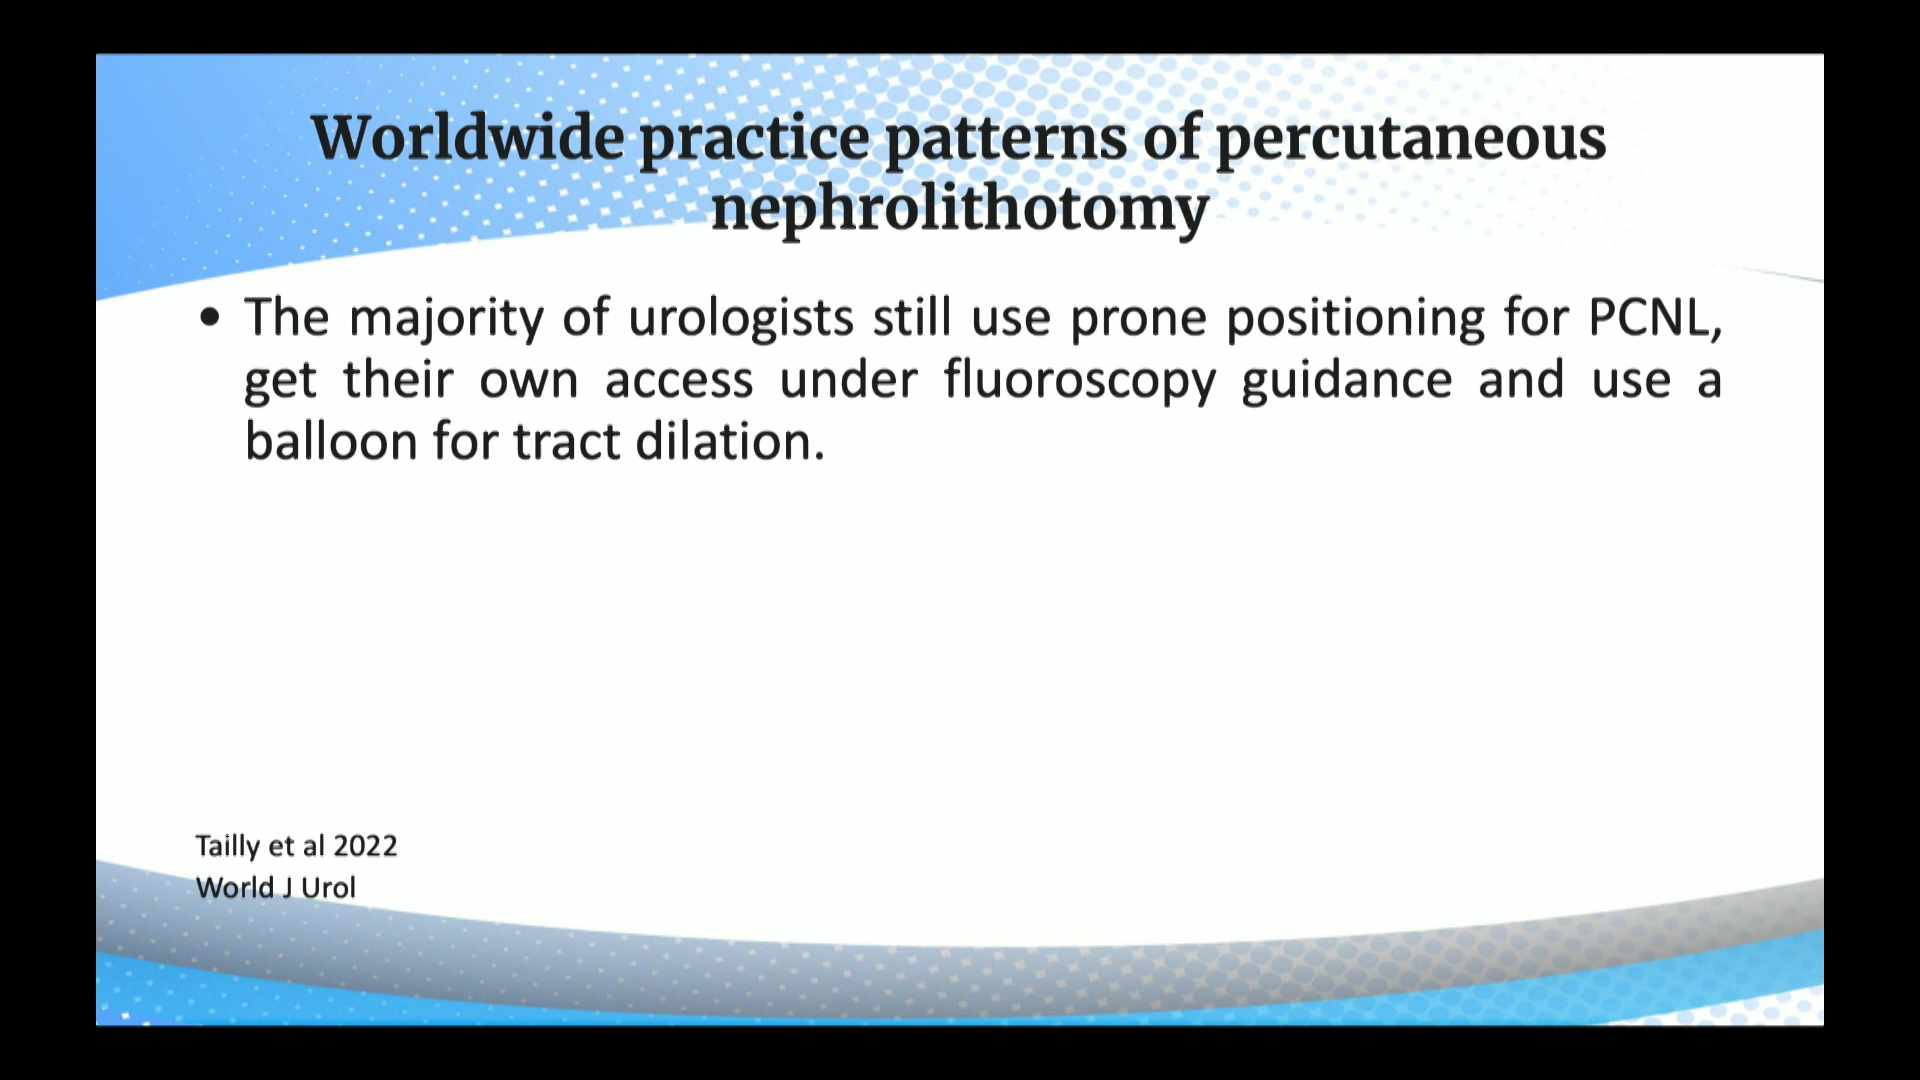 Worldwide practice patterns of percutaneous
nephrolithotomy
• The majority of urologists still use prone positioning for PCNL,
get their own access under fluoroscopy guidance and use a
balloon for tract dilation.
Tailly et al 2022
World J Urol